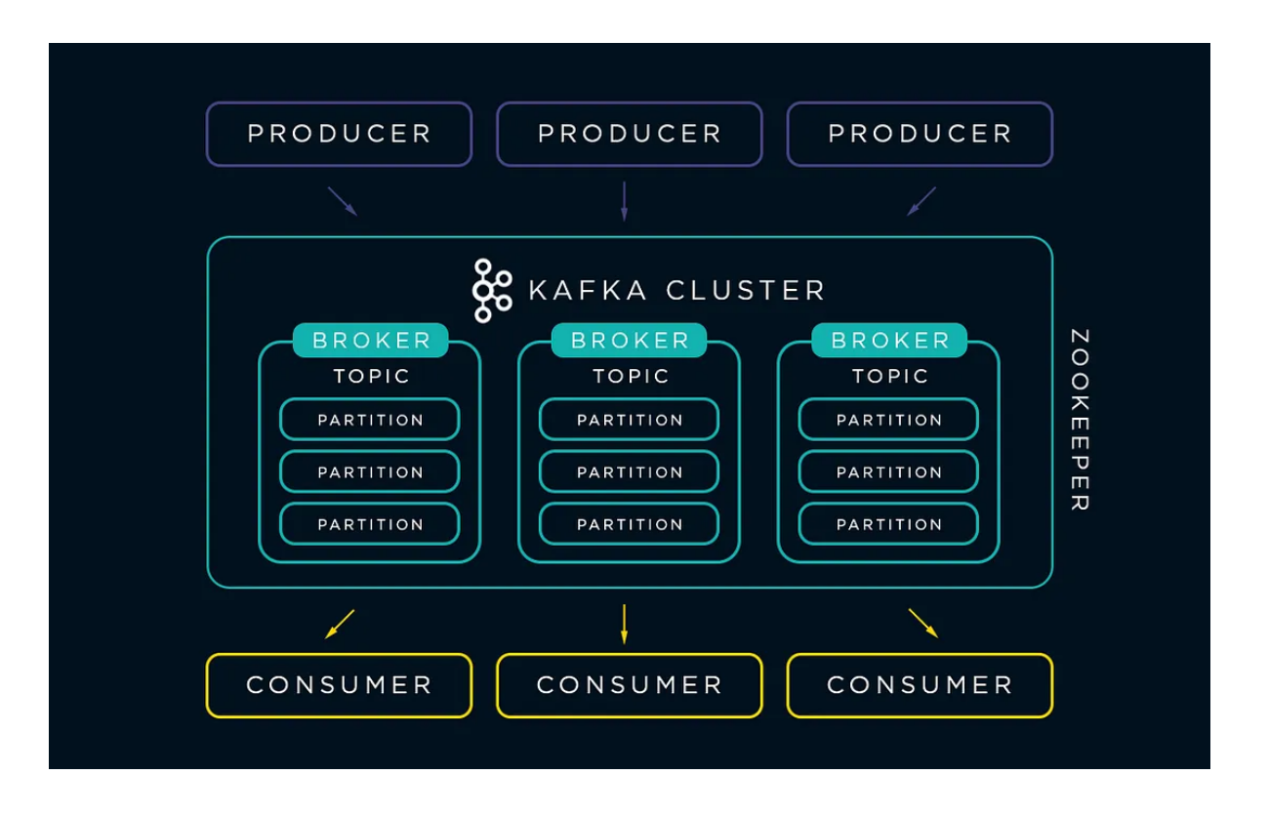 PRODUCER PRODUCER PRODUCER
KAFKA CLUSTER
BROKER BROKER BROKER
TOPIC TOPIC TOPIC
PARTITION PARTITION PARTITION
PARTITION PARTITION PARTITION
PARTITION PARTITION PARTITION
ZOOKEEPER
CONSUMER CONSUMER CONSUMER